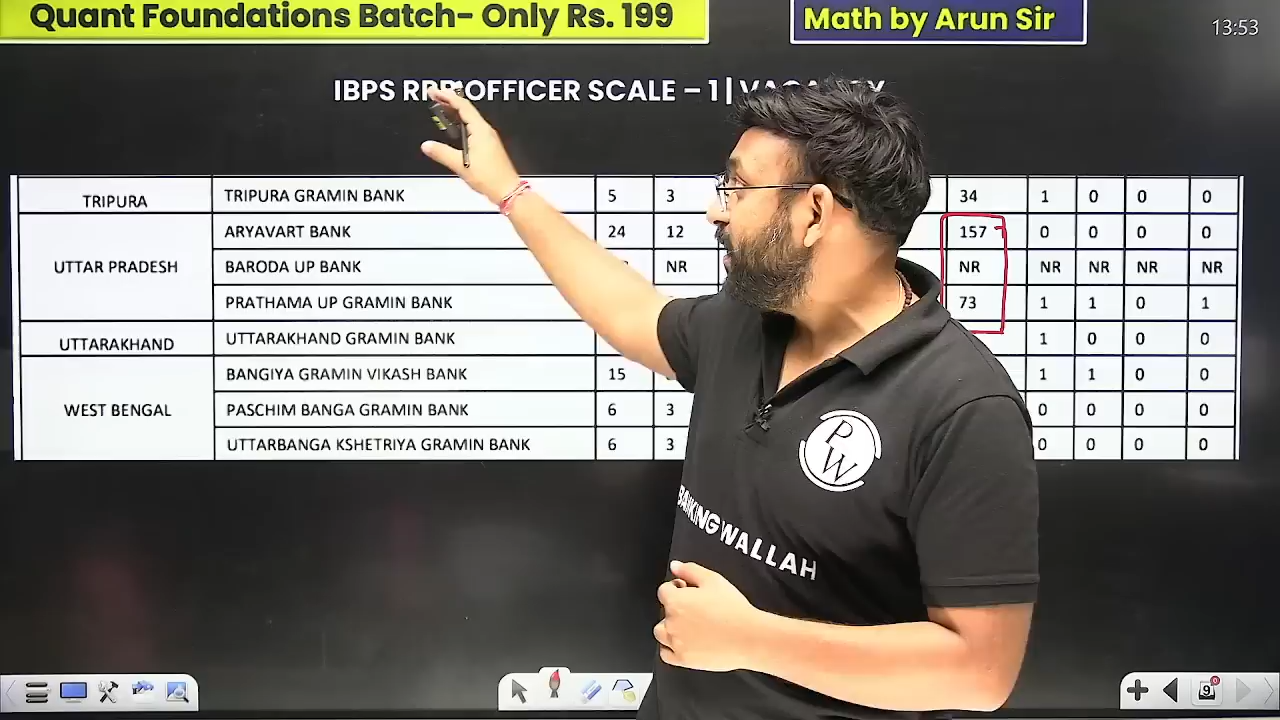 Quant Foundations Batch- Only Rs. 199
Math by Arun Sir
13:53
IBPS OFFICER SCALE – 1 |
TRIPURA TRIPURA GRAMIN BANK 5 3 34 1 0 0 0
ARYAVART BANK 24 12 157 0 0 0 0
UTTAR PRADESH BARODA UP BANK NR NR NR NR NR NR
PRATHAMA UP GRAMIN BANK 73 1 1 0 1
UTTARAKHAND UTTARAKHAND GRAMIN BANK 1 0 0 0
BANGIYA GRAMIN VIKASH BANK 15 1 1 0 0
WEST BENGAL PASCHIM BANGA GRAMIN BANK 6 3 0 0 0 0
UTTARBANGA KSHETRIYA GRAMIN BANK 6 3 0 0 0 0
PW
BANKING WALLAH
9
0